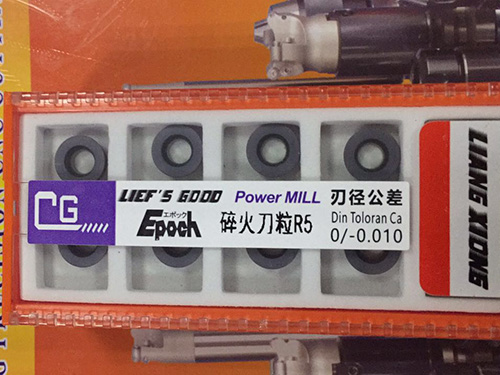 CG
LIEF'S GOOD
Power MILL
刃径公差
エポック
Epoch
碎火刀粒R5
Din Toloran Ca
0/-0.010
LIANG XIONG